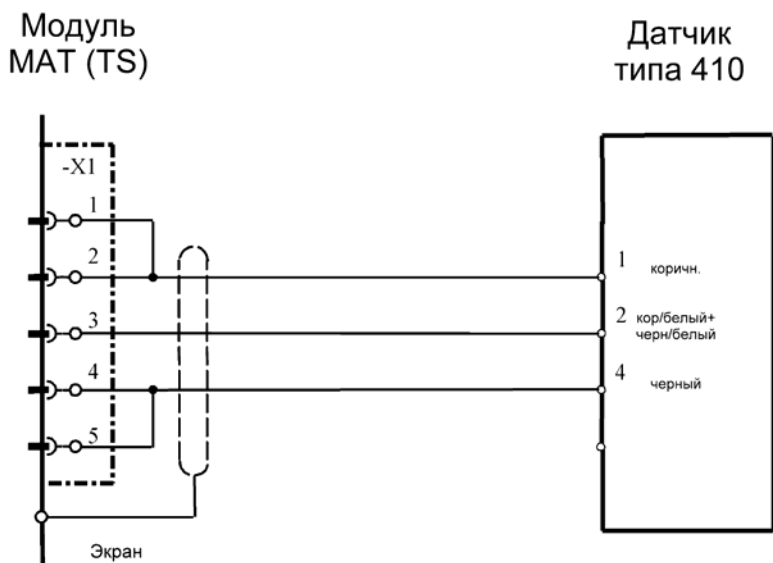 Модуль
МАТ (TS)
Датчик
типа 410
-X1
1
2
3
4
5
1 коричн.
2 кор/белый+
черн/белый
4 черный
Экран